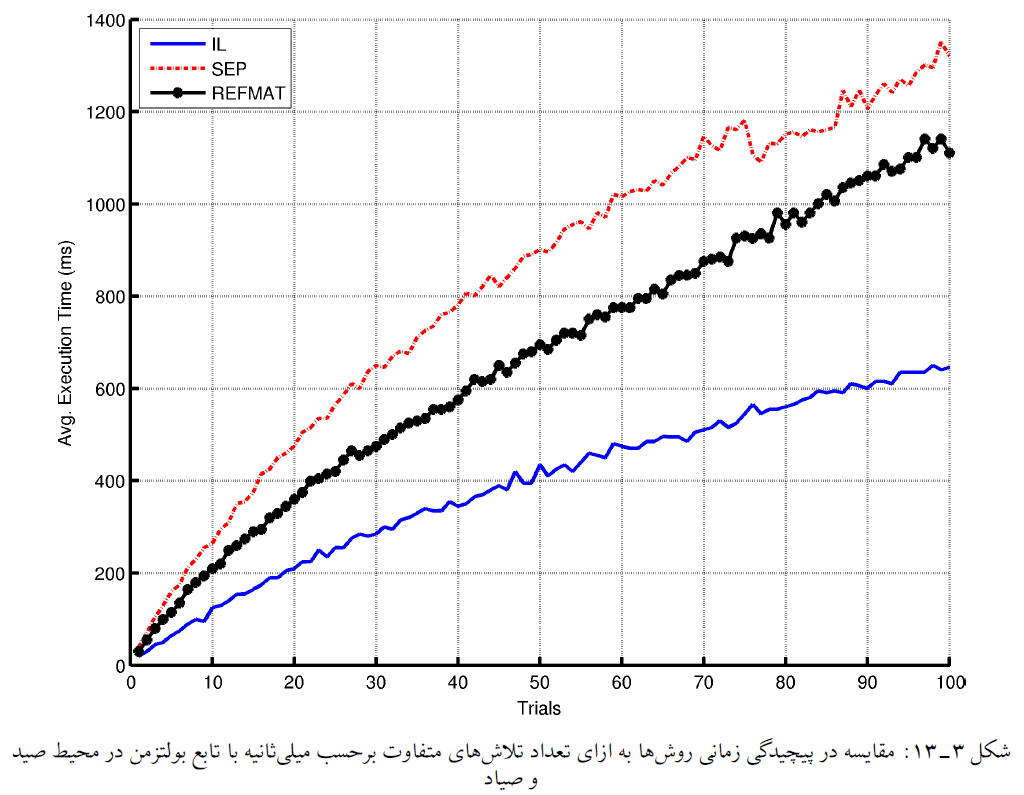 1400
1200
1000
800
600
400
200
0
Avg. Execution Time (ms)
IL
SEP
REFMAT
0 10 20 30 40 50 60 70 80 90 100
Trials
شکل ۳ـ۱۳: مقایسه در پیچیدگی زمانی روش‌ها به ازای تعداد تلاش‌های متفاوت برحسب میلی‌ثانیه با تابع بولتزمن در محیط صید
و صیاد